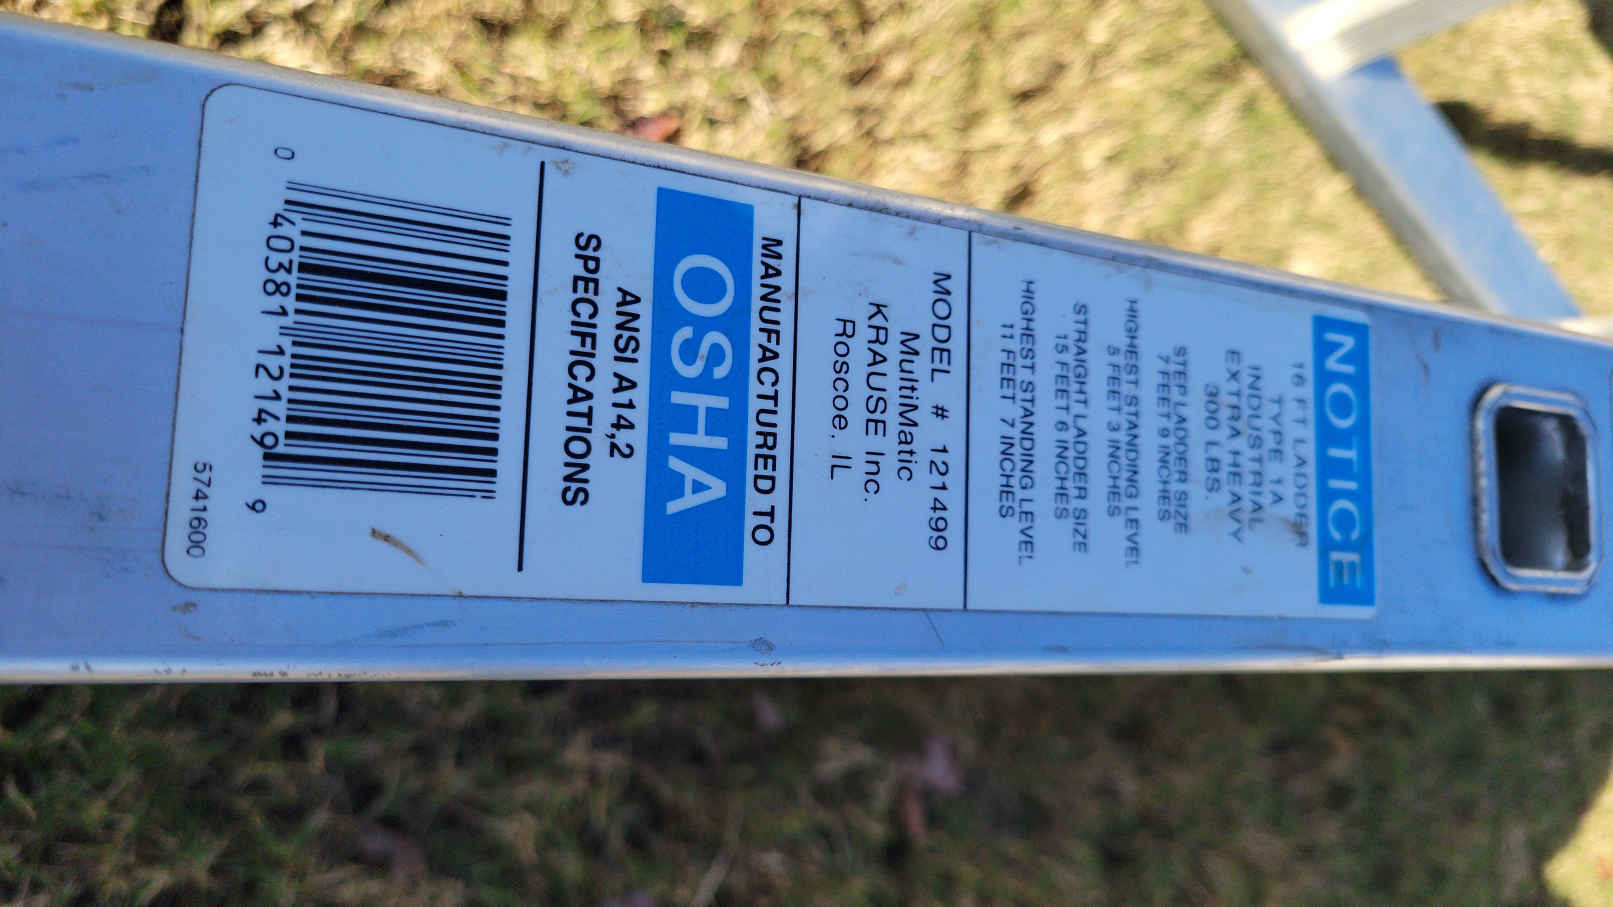 NOTICE
16 FT LADDER
TYPE 1A
INDUSTRIAL
EXTRA HEAVY
300 LBS.
STEP LADDER SIZE
7 FEET 9 INCHES
HIGHEST STANDING LEVEL
5 FEET 3 INCHES
STRAIGHT LADDER SIZE
15 FEET 6 INCHES
HIGHEST STANDING LEVEL
11 FEET 7 INCHES
MODEL # 121499
MultiMatic
KRAUSE Inc.
Roscoe, IL
MANUFACTURED TO
OSHA
ANSI A14,2
SPECIFICATIONS
0 40381 12149 9
5741600